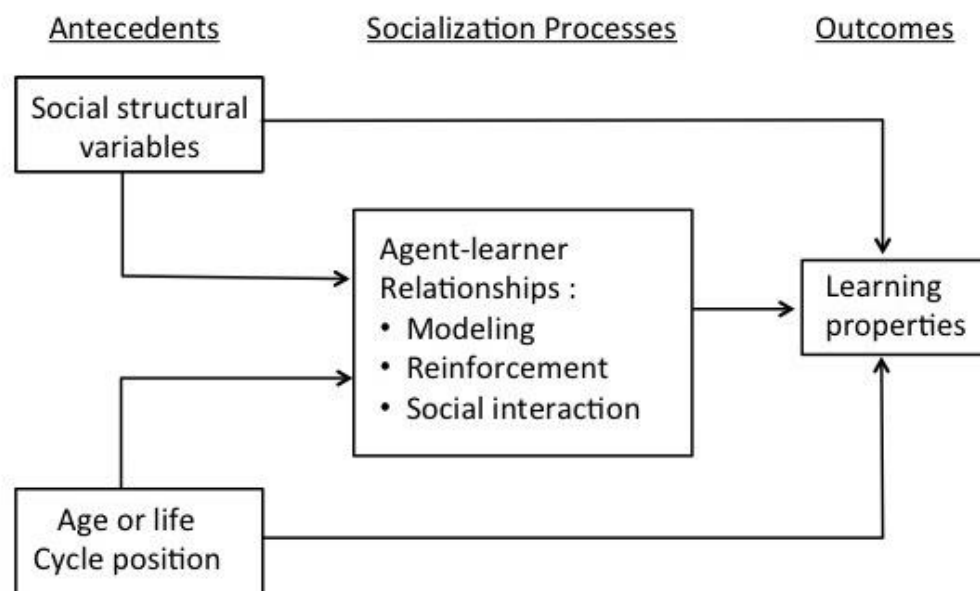 Antecedents
Socialization Processes
Outcomes
Social structural
variables
Agent-learner
Relationships :
• Modeling
• Reinforcement
• Social interaction
Learning
properties
Age or life
Cycle position